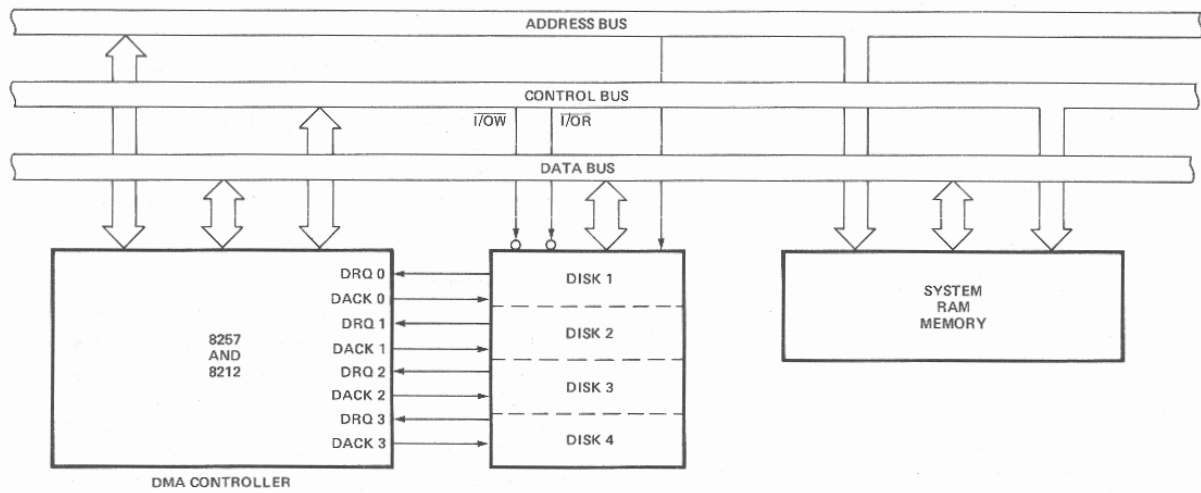 ADDRESS BUS
CONTROL BUS
I/OW
I/OR
DATA BUS
DRQ 0
DACK 0
DRQ 1
DACK 1
DRQ 2
DACK 2
DRQ 3
DACK 3
8257
AND
8212
DISK 1
DISK 2
DISK 3
DISK 4
SYSTEM
RAM
MEMORY
DMA CONTROLLER